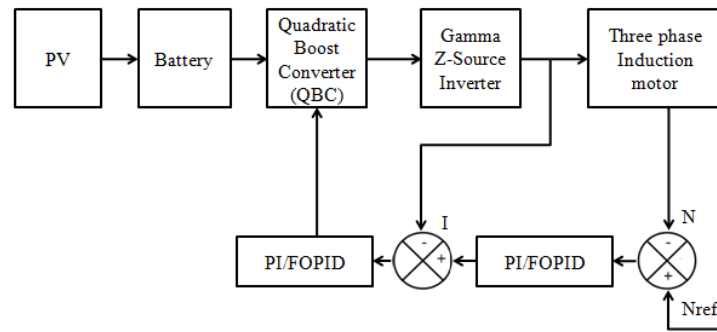 PV
Battery
Quadratic
Boost
Converter
(QBC)
Gamma
Z-Source
Inverter
Three phase
Induction
motor
I
N
-
+
-
+
PI/FOPID
PI/FOPID
Nref